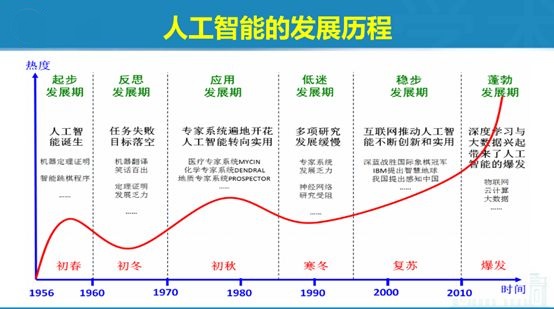 人工智能的发展历程
热度
起步
发展期
反思
发展期
应用
发展期
低迷
发展期
稳步
发展期
蓬勃
发展期
人工智
能诞生
机器定理证明
智能跳棋程序
......
任务失败
目标落空
机器翻译
笑话百出
定理证明
发展乏力
......
专家系统遍地开花
人工智能转向实用
医疗专家系统MYCIN
化学专家系统DENDRAL
地质专家系统PROSPECTOR
......
多项研究
发展缓慢
专家系统
发展乏力
神经网络
研究受阻
......
互联网推动人工智
能不断创新和实用
深蓝战胜国际象棋冠军
IBM提出智慧地球
我国提出感知中国
......
深度学习与
大数据兴起
带来了人工
智能的爆发
物联网
云计算
大数据
......
初春
初冬
初秋
寒冬
复苏
爆发
1956
1960
1970
1980
1990
2000
2010
时间